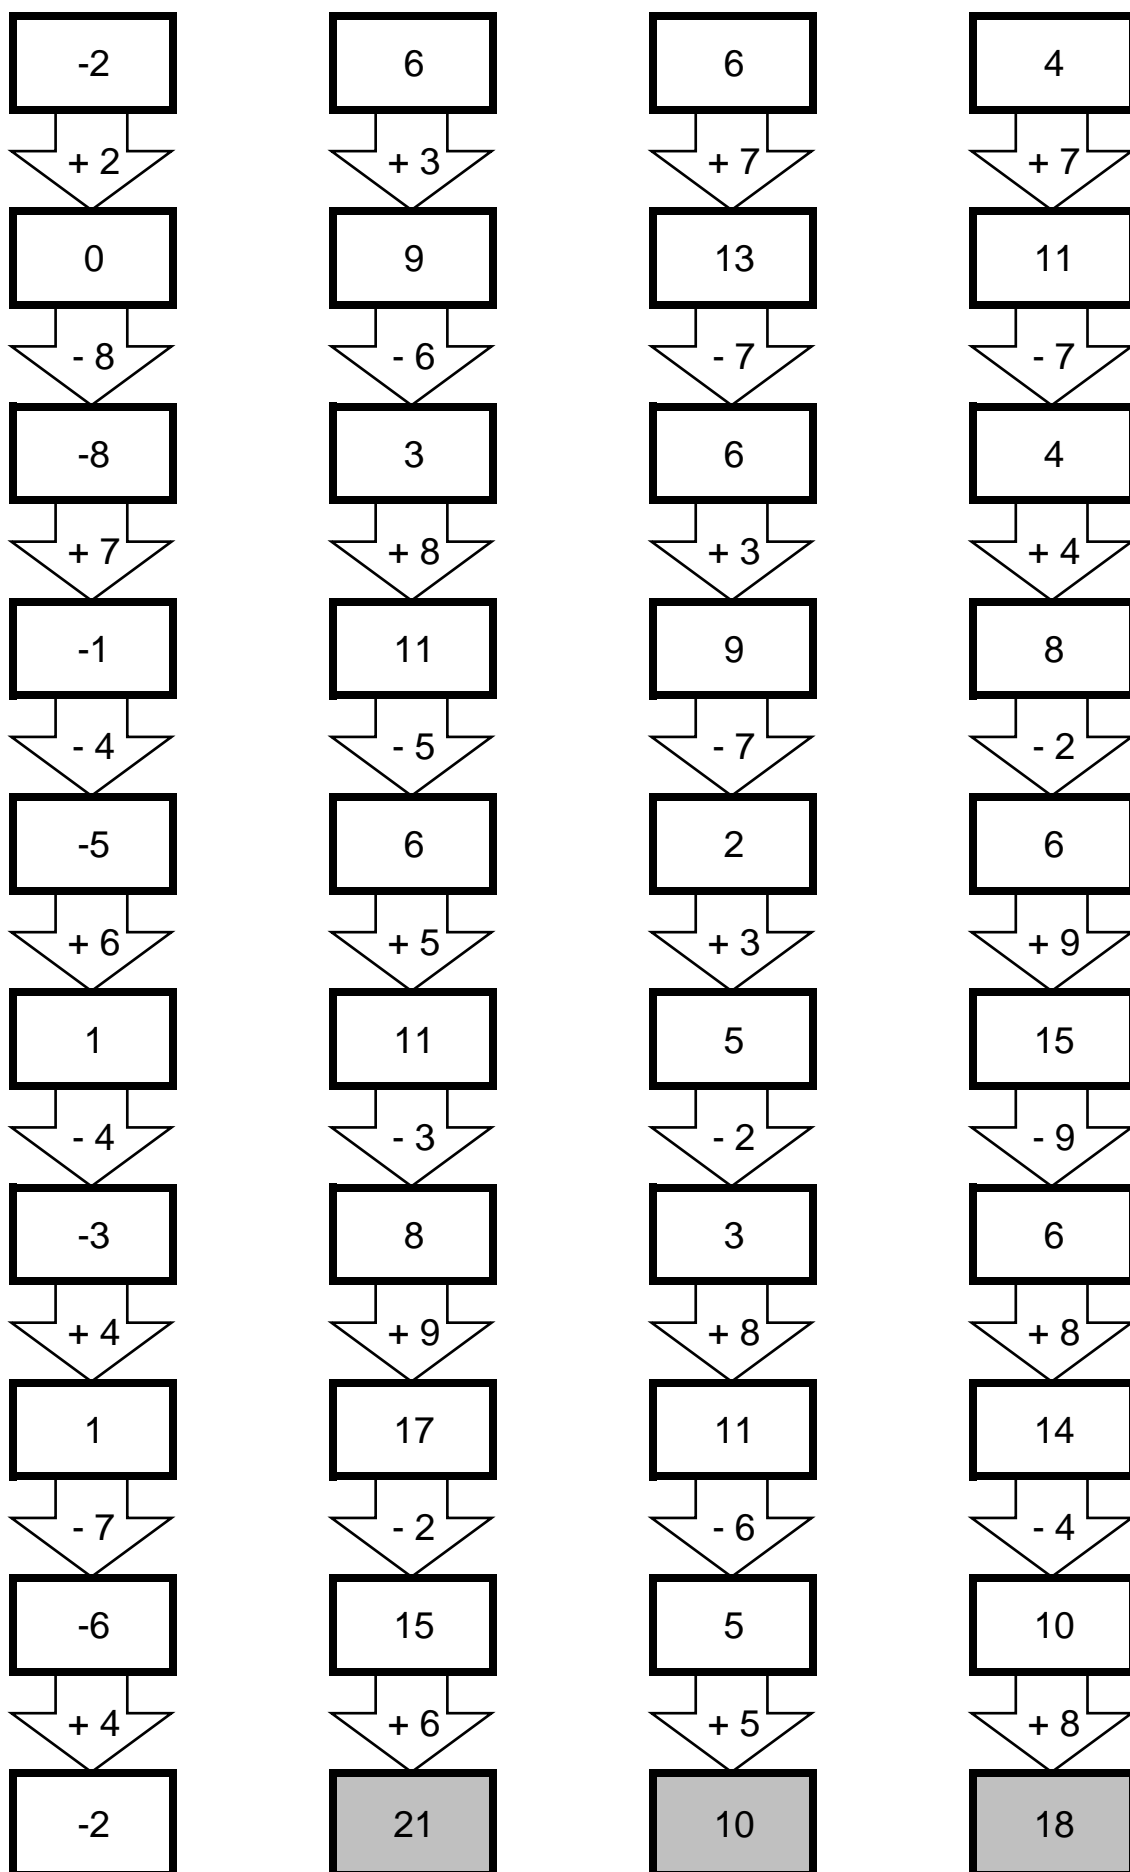 -2 6 6 4
+ 2 + 3 + 7 + 7
0 9 13 11
- 8 - 6 - 7 - 7
-8 3 6 4
+ 7 + 8 + 3 + 4
-1 11 9 8
- 4 - 5 - 7 - 2
-5 6 2 6
+ 6 + 5 + 3 + 9
1 11 5 15
- 4 - 3 - 2 - 9
-3 8 3 6
+ 4 + 9 + 8 + 8
1 17 11 14
- 7 - 2 - 6 - 4
-6 15 5 10
+ 4 + 6 + 5 + 8
-2 21 10 18